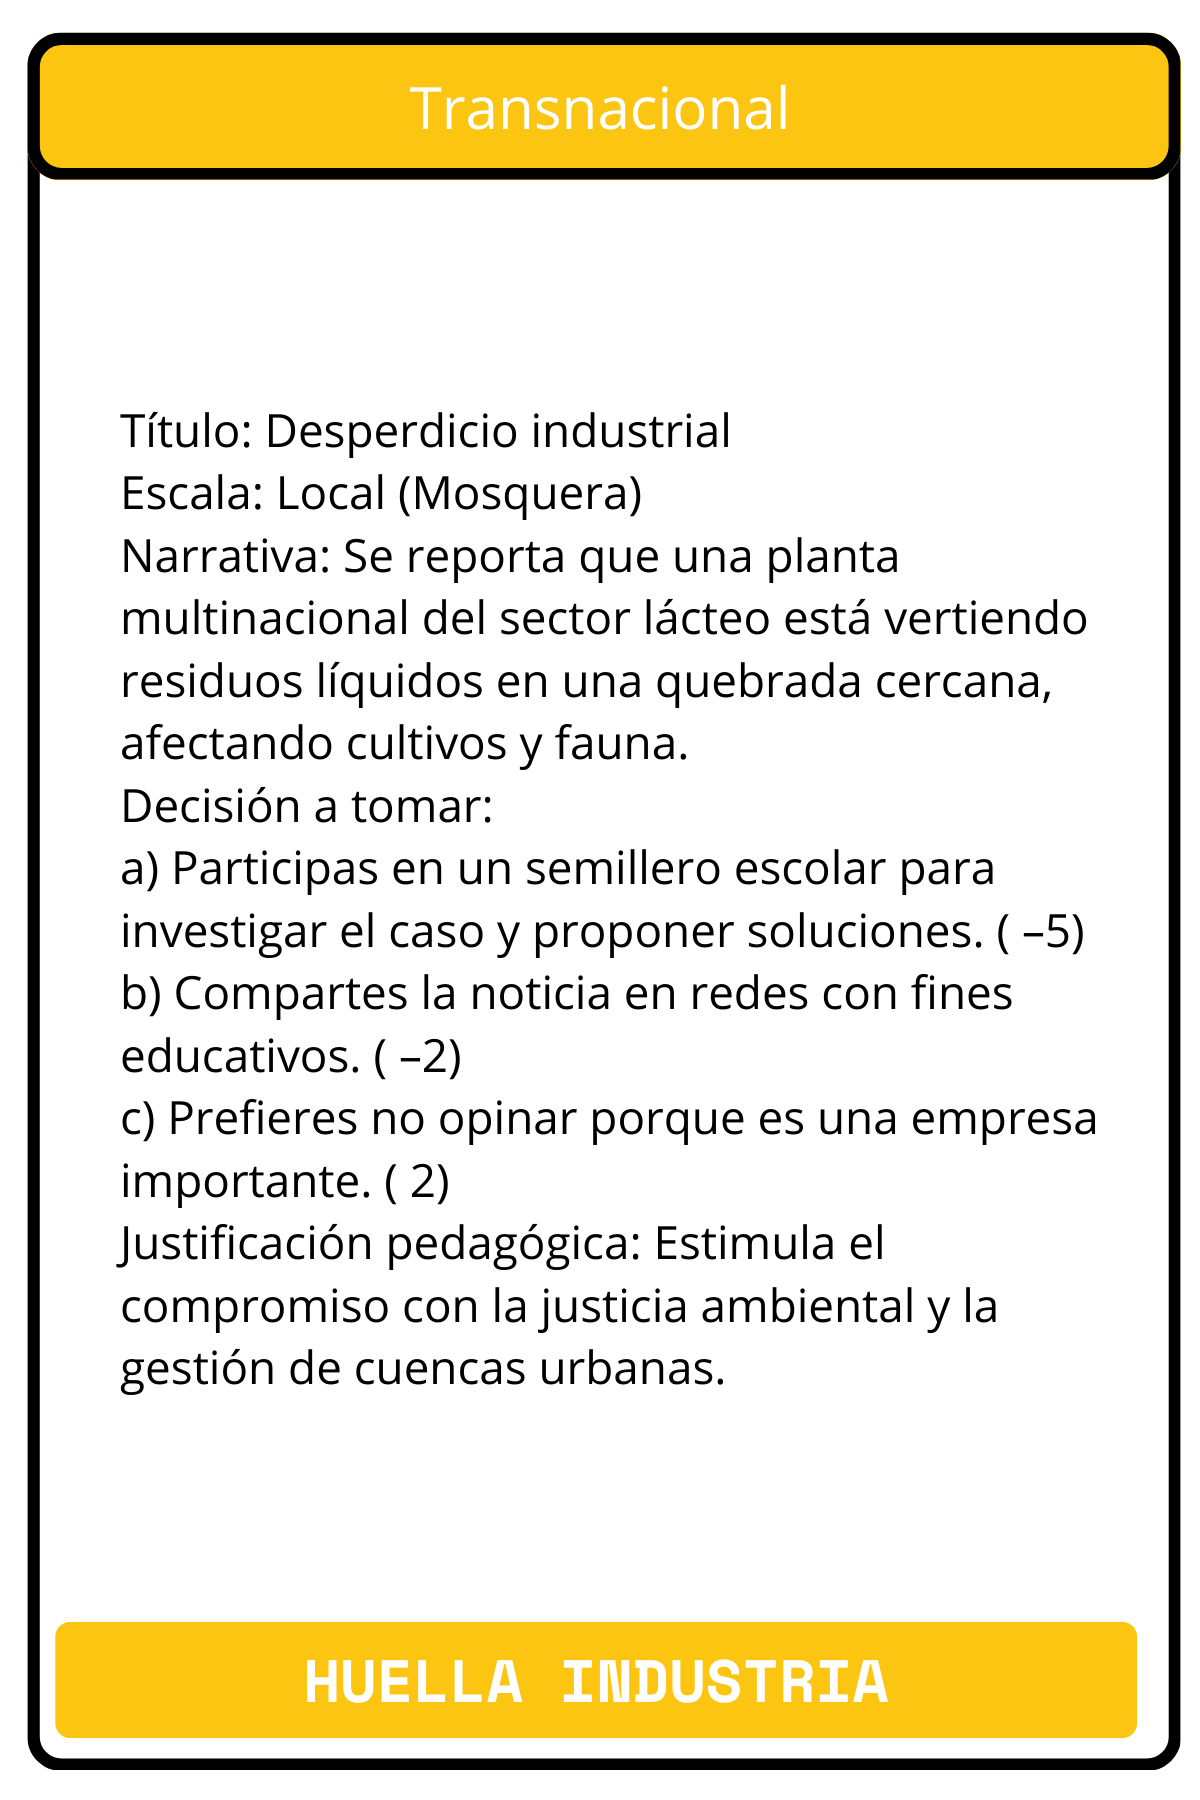 Transnacional
Título: Desperdicio industrial
Escala: Local (Mosquera)
Narrativa: Se reporta que una planta
multinacional del sector lácteo está vertiendo
residuos líquidos en una quebrada cercana,
afectando cultivos y fauna.
Decisión a tomar:
a) Participas en un semillero escolar para
investigar el caso y proponer soluciones. ( –5)
b) Compartes la noticia en redes con fines
educativos. ( –2)
c) Prefieres no opinar porque es una empresa
importante. ( 2)
Justificación pedagógica: Estimula el
compromiso con la justicia ambiental y la
gestión de cuencas urbanas.
HUELLA INDUSTRIA